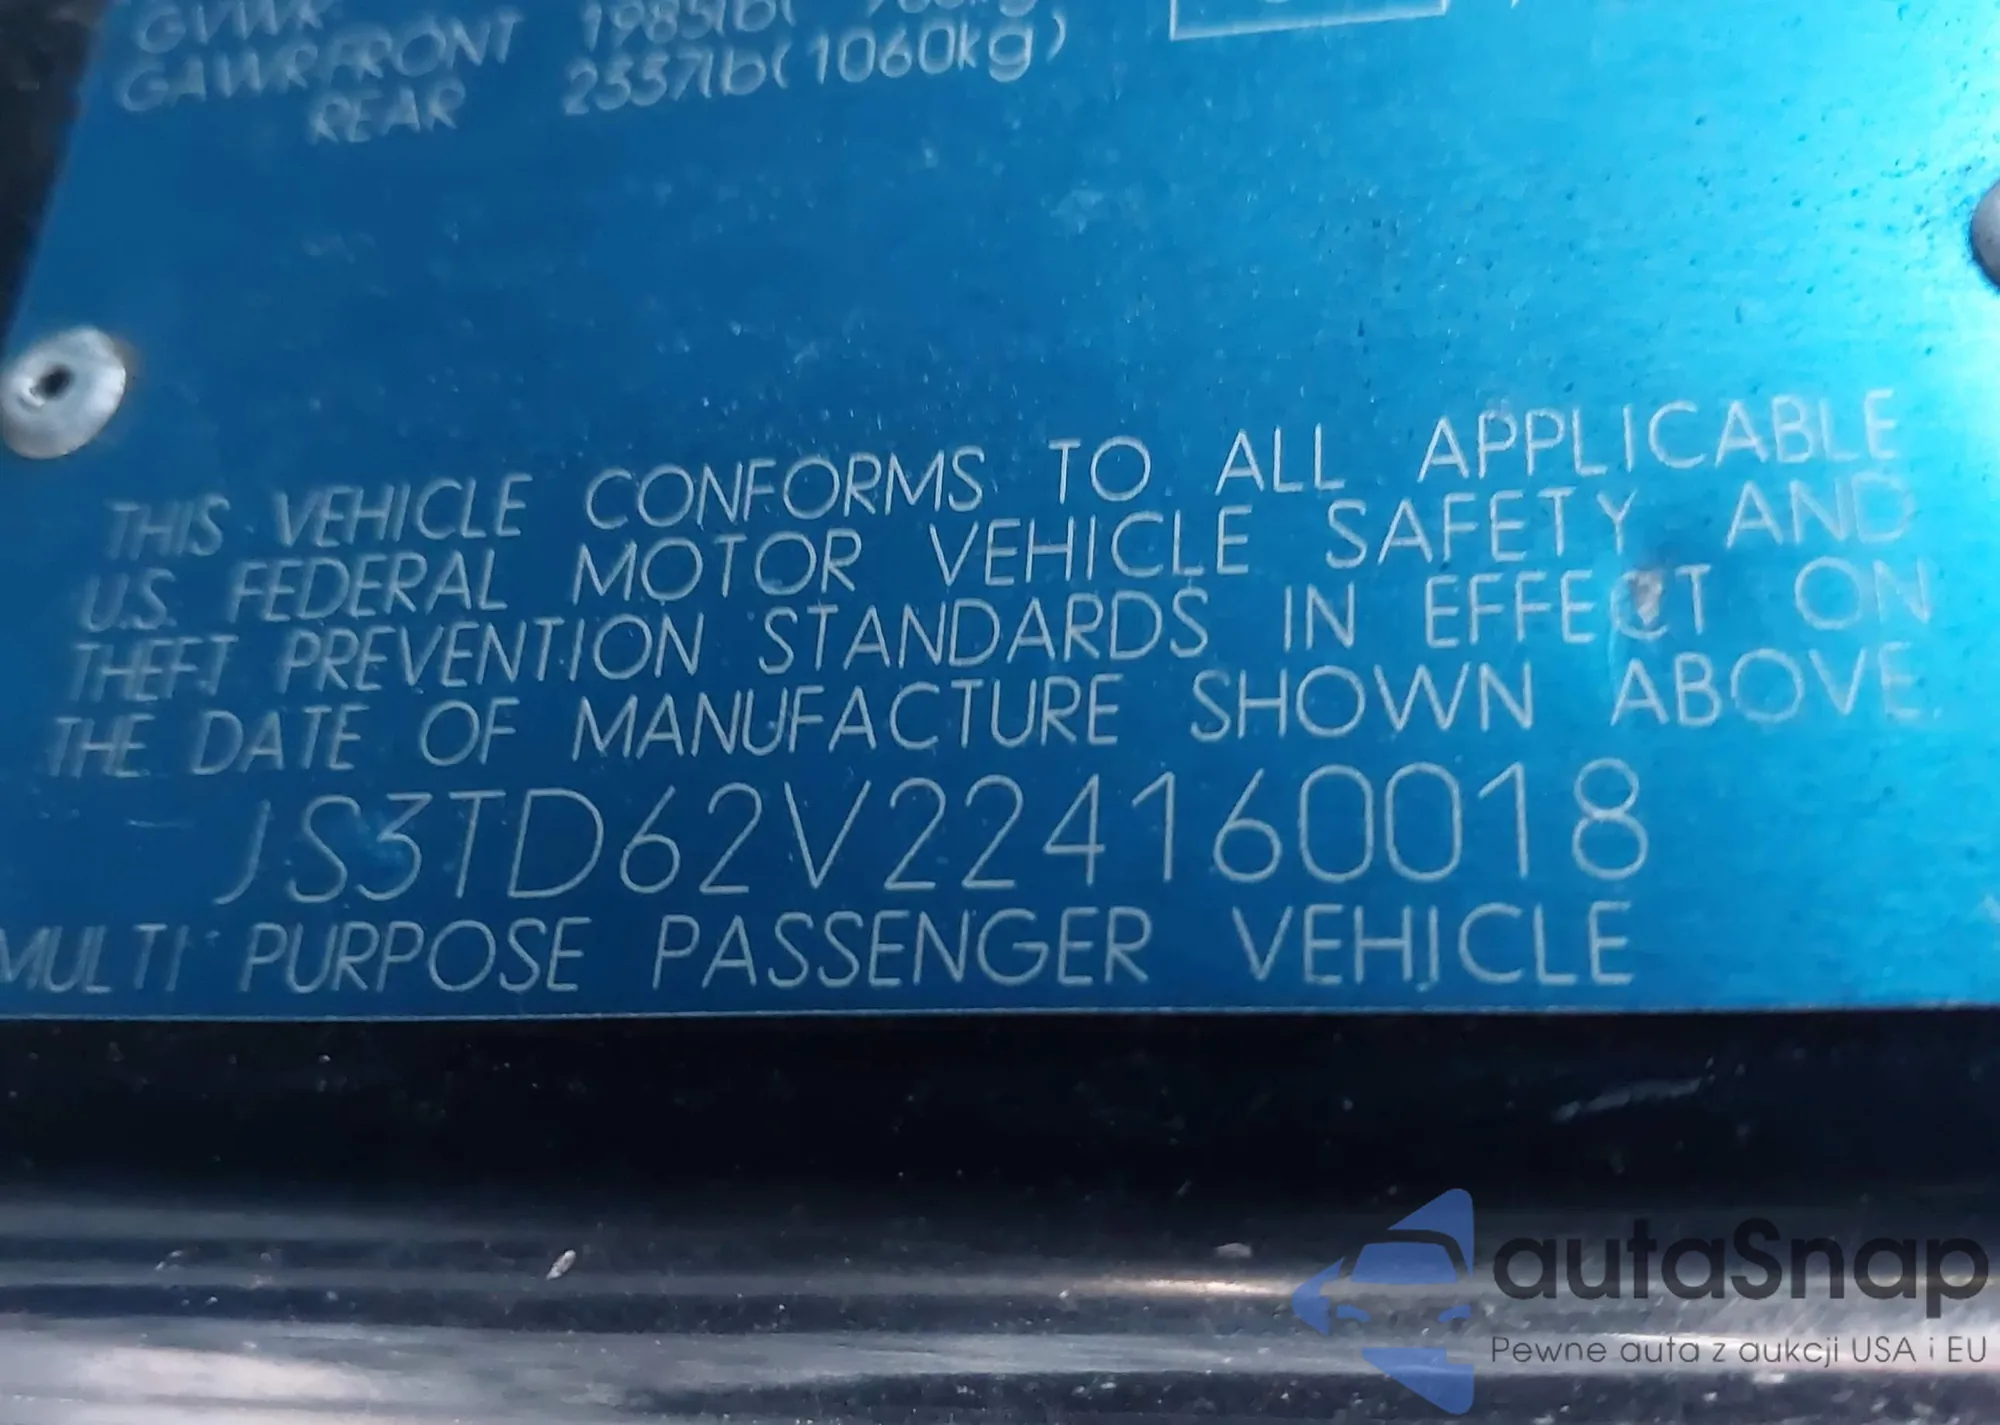 GVWR
GAWR FRONT 1985lb(
REAR 2337lb(1060kg)
THIS VEHICLE CONFORMS TO ALL APPLICABLE
U.S. FEDERAL MOTOR VEHICLE SAFETY AND
THEFT PREVENTION STANDARDS IN EFFECT ON
THE DATE OF MANUFACTURE SHOWN ABOVE
JS3TD62V224160018
MULTI PURPOSE PASSENGER VEHICLE
autaSnap
Pewne auta z aukcji USA i EU